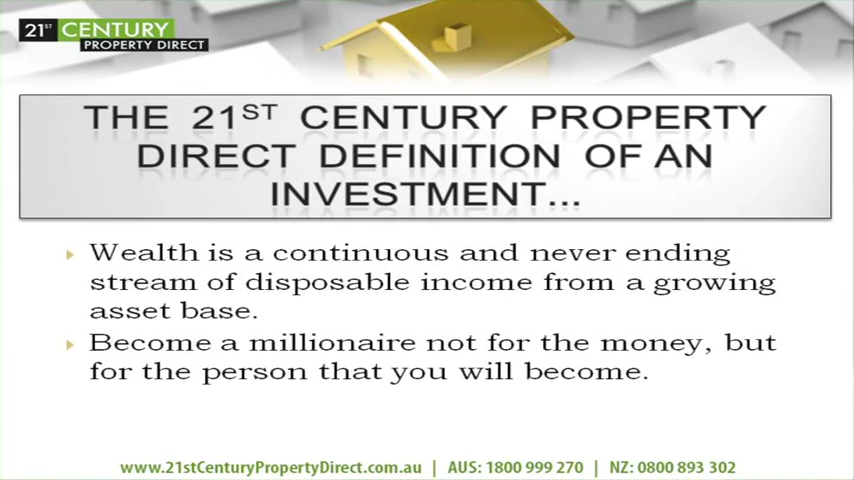 21ST CENTURY
PROPERTY DIRECT
THE 21ST CENTURY PROPERTY
DIRECT DEFINITION OF AN
INVESTMENT...
Wealth is a continuous and never ending
stream of disposable income from a growing
asset base.
Become a millionaire not for the money, but
for the person that you will become.
www.21stCenturyPropertyDirect.com.au | AUS: 1800 999 270 | NZ: 0800 893 302